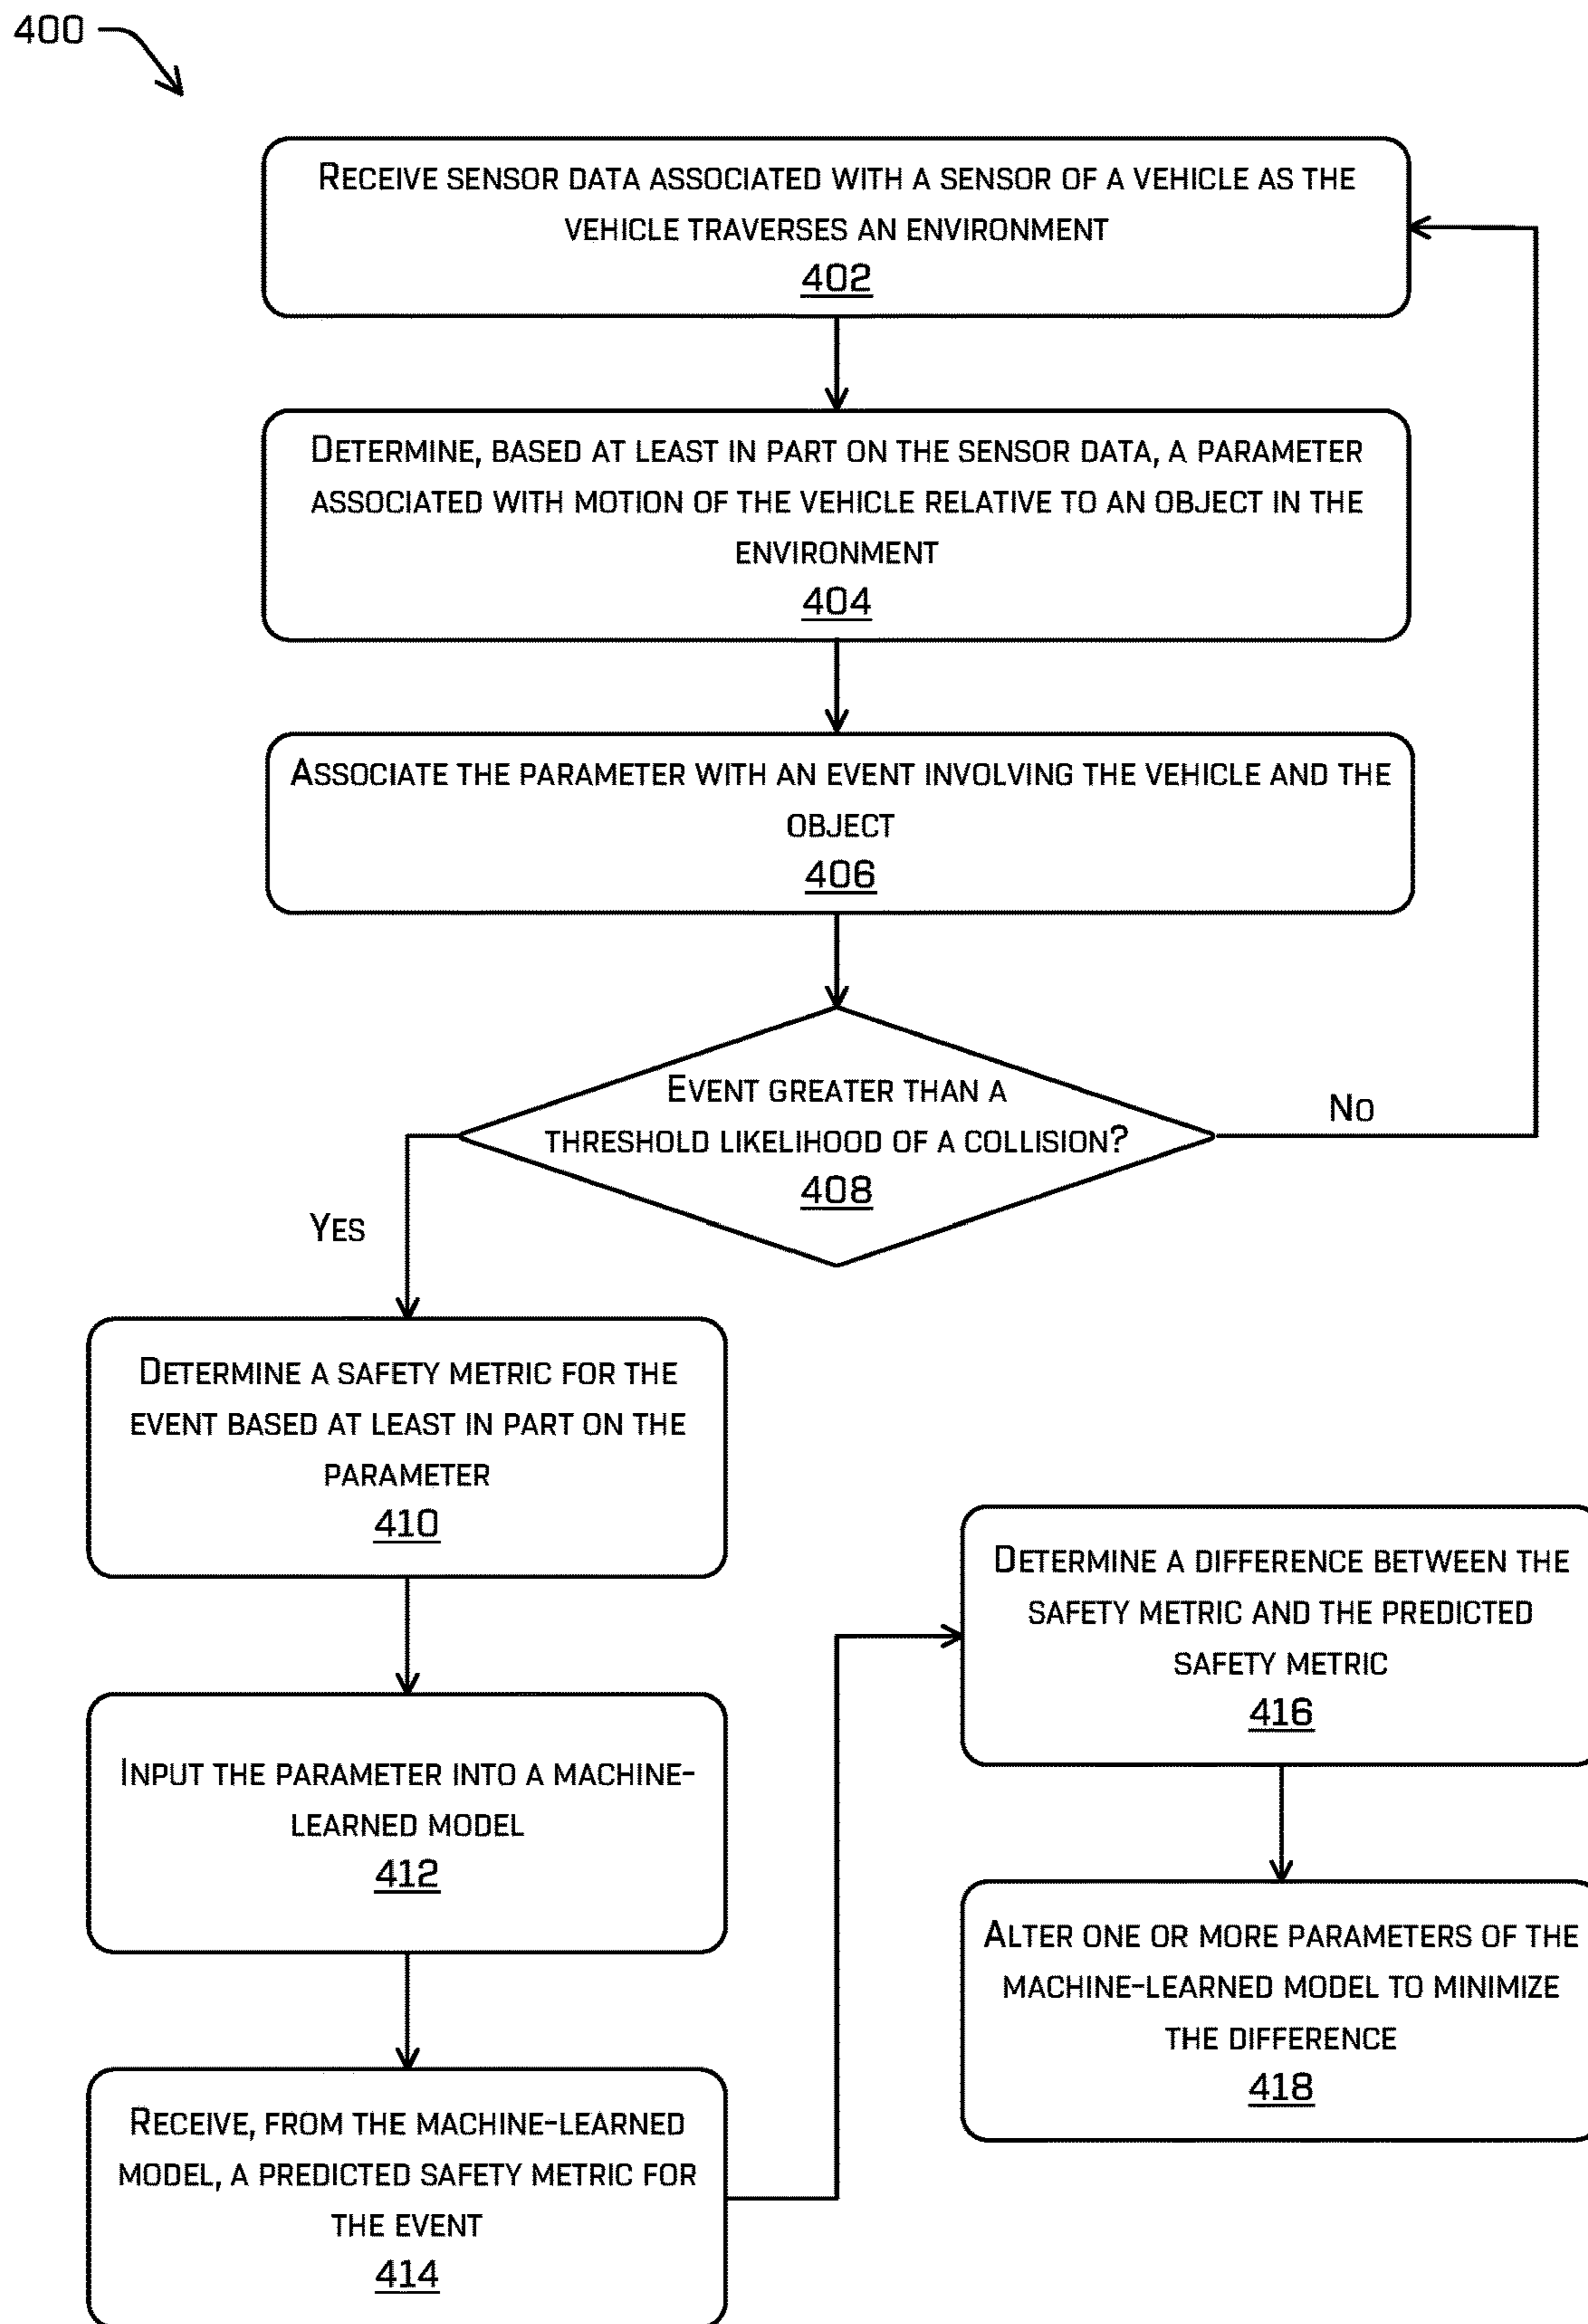 400
RECEIVE SENSOR DATA ASSOCIATED WITH A SENSOR OF A VEHICLE AS THE
VEHICLE TRAVERSES AN ENVIRONMENT
402
DETERMINE, BASED AT LEAST IN PART ON THE SENSOR DATA, A PARAMETER
ASSOCIATED WITH MOTION OF THE VEHICLE RELATIVE TO AN OBJECT IN THE
ENVIRONMENT
404
ASSOCIATE THE PARAMETER WITH AN EVENT INVOLVING THE VEHICLE AND THE
OBJECT
406
EVENT GREATER THAN A
THRESHOLD LIKELIHOOD OF A COLLISION?
408
NO
YES
DETERMINE A SAFETY METRIC FOR THE
EVENT BASED AT LEAST IN PART ON THE
PARAMETER
410
INPUT THE PARAMETER INTO A MACHINE-
LEARNED MODEL
412
RECEIVE, FROM THE MACHINE-LEARNED
MODEL, A PREDICTED SAFETY METRIC FOR
THE EVENT
414
DETERMINE A DIFFERENCE BETWEEN THE
SAFETY METRIC AND THE PREDICTED
SAFETY METRIC
416
ALTER ONE OR MORE PARAMETERS OF THE
MACHINE-LEARNED MODEL TO MINIMIZE
THE DIFFERENCE
418